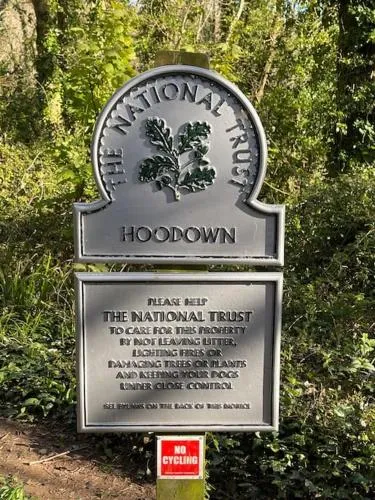 THE NATIONAL TRUST
HOODOWN
PLEASE HELP
THE NATIONAL TRUST
TO CARE FOR THIS PROPERTY
BY NOT LEAVING LITTER,
LIGHTING FIRES OR
DAMAGING TREES OR PLANTS
AND KEEPING YOUR DOGS
UNDER CLOSE CONTROL
SEE BYLAWS ON THE BACK OF THIS NOTICE
NO
CYCLING